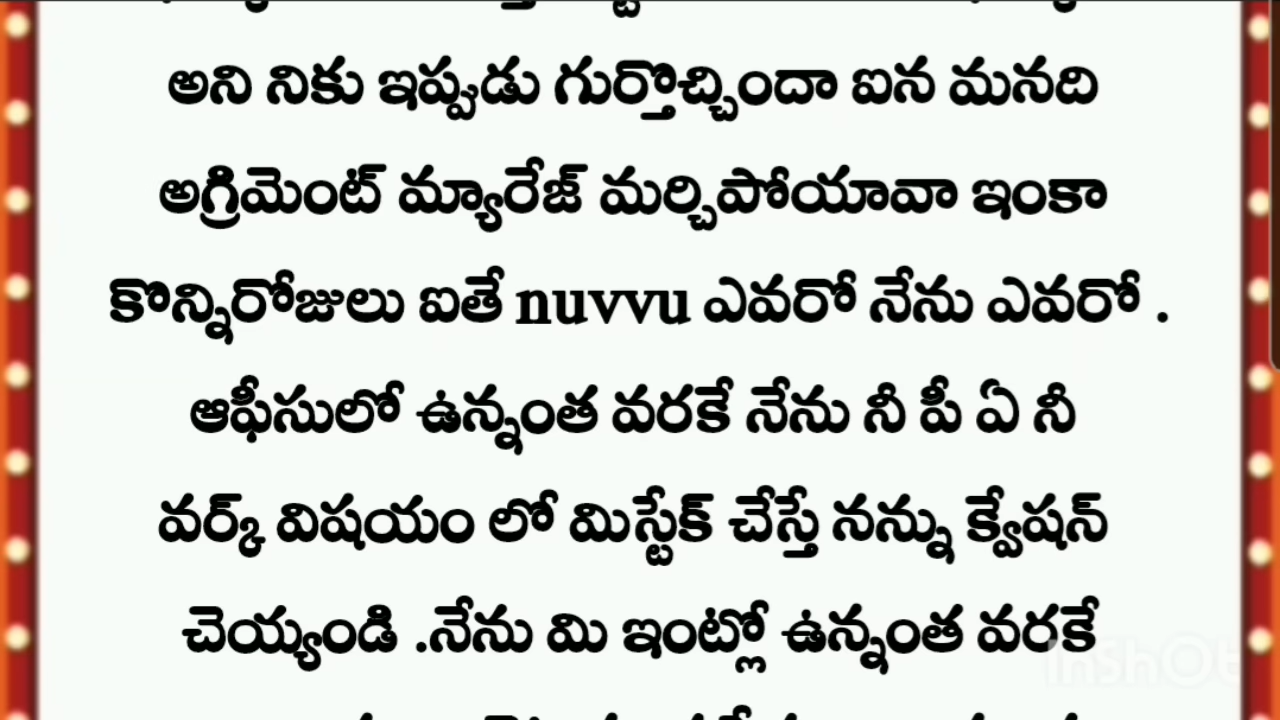 అని నికు ఇప్పుడు గుర్తొచ్చిందా ఐన మనది
అగ్రిమెంట్ మ్యారేజ్ మర్చిపోయావా ఇంకా
కొన్నిరోజులు ఐతే nuvvu ఎవరో నేను ఎవరో .
ఆఫీసులో ఉన్నంత వరకే నేను నీ పీ ఏ నీ
వర్క్ విషయం లో మిస్టేక్ చేస్తే నన్ను క్వేషన్
చెయ్యండి .నేను మి ఇంట్లో ఉన్నంత వరకే
InShOt